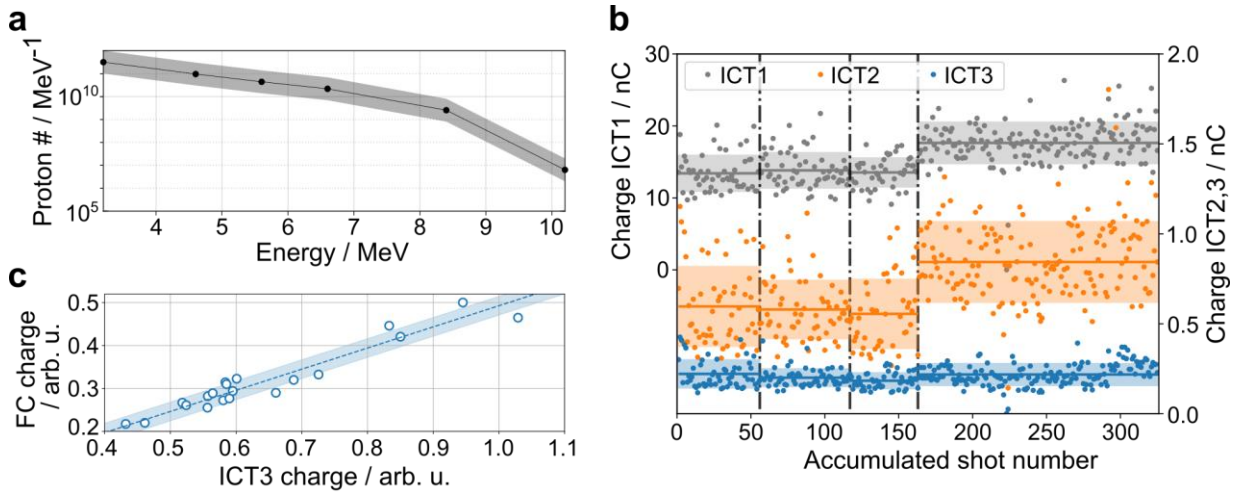 a
Proton # / MeV⁻¹
10¹⁰
10⁵
4 5 6 7 8 9 10
Energy / MeV
c
FC charge
/ arb. u.
0.5
0.4
0.3
0.2
0.4 0.5 0.6 0.7 0.8 0.9 1.0 1.1
ICT3 charge / arb. u.
b
Charge ICT1 / nC
30
20
10
0
ICT1 ICT2 ICT3
2.0
1.5
1.0
0.5
0.0
Charge ICT2,3 / nC
0 50 100 150 200 250 300
Accumulated shot number